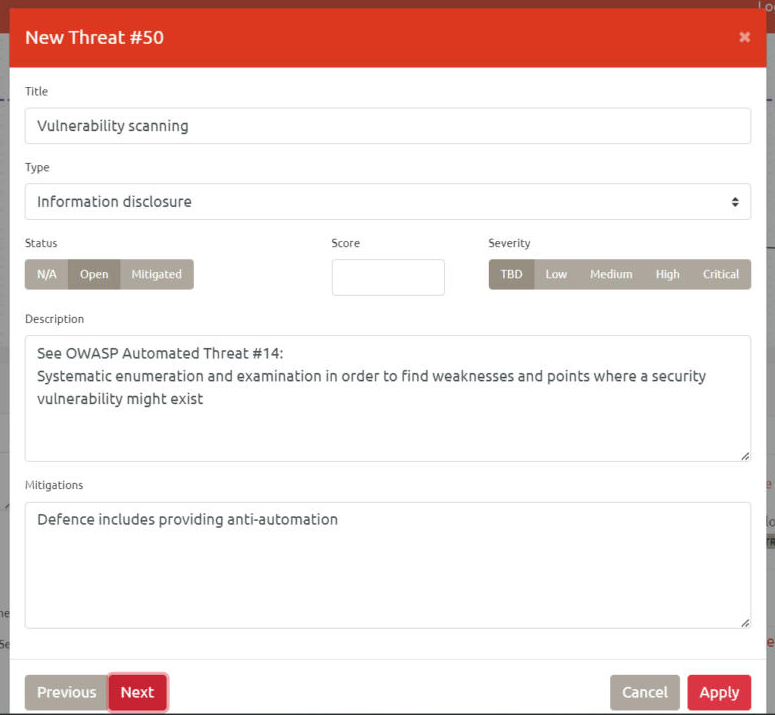 New Threat #50
Title
Vulnerability scanning
Type
Information disclosure
Status
Score
Severity
N/A Open Mitigated
TBD Low Medium High Critical
Description
See OWASP Automated Threat #14:
Systematic enumeration and examination in order to find weaknesses and points where a security
vulnerability might exist
Mitigations
Defence includes providing anti-automation
Previous Next Cancel Apply